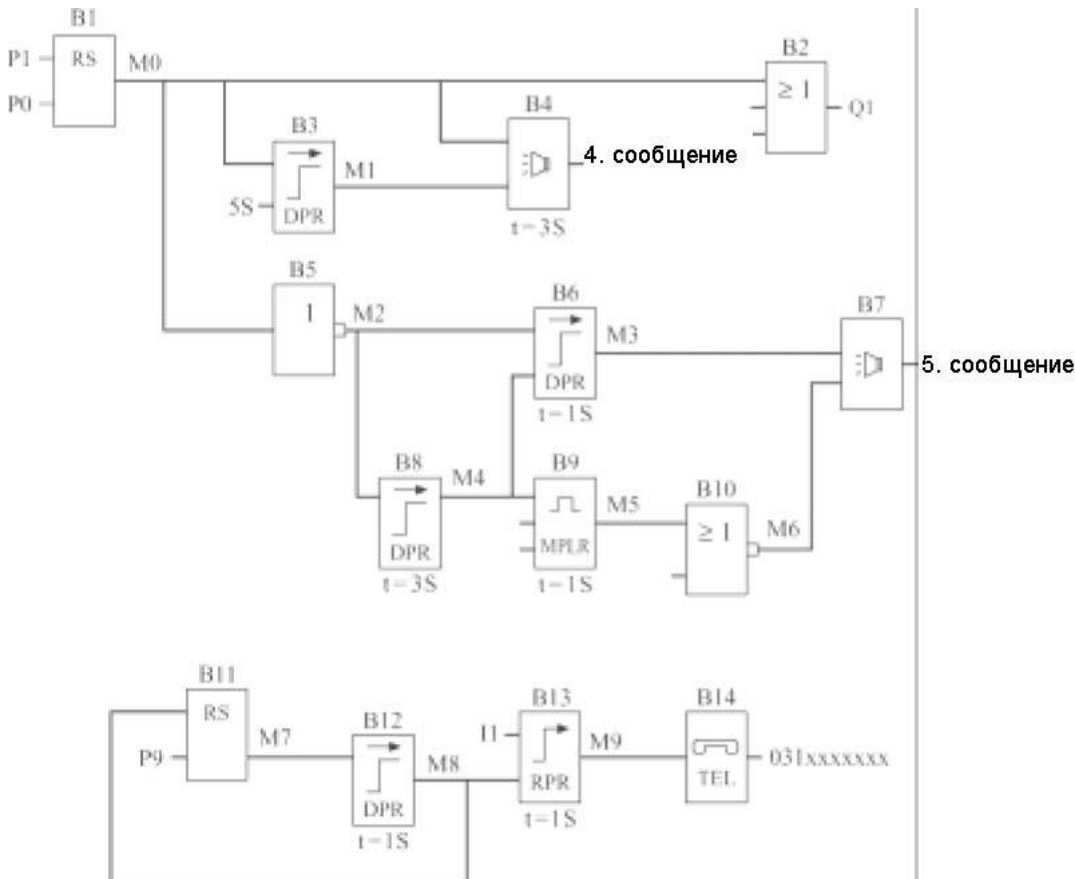 B1
P1
RS
M0
P0
B2
≥ 1
Q1
B3
M1
5S
DPR
B4
4. сообщение
t=3S
B5
1
M2
B6
M3
DPR
t=1S
B7
5. сообщение
B8
M4
DPR
t=3S
B9
M5
MPLR
t=1S
B10
≥ 1
M6
B11
RS
M7
P9
B12
M8
DPR
t=1S
B13
I1
M9
RPR
t=1S
B14
TEL
031xxxxxxx